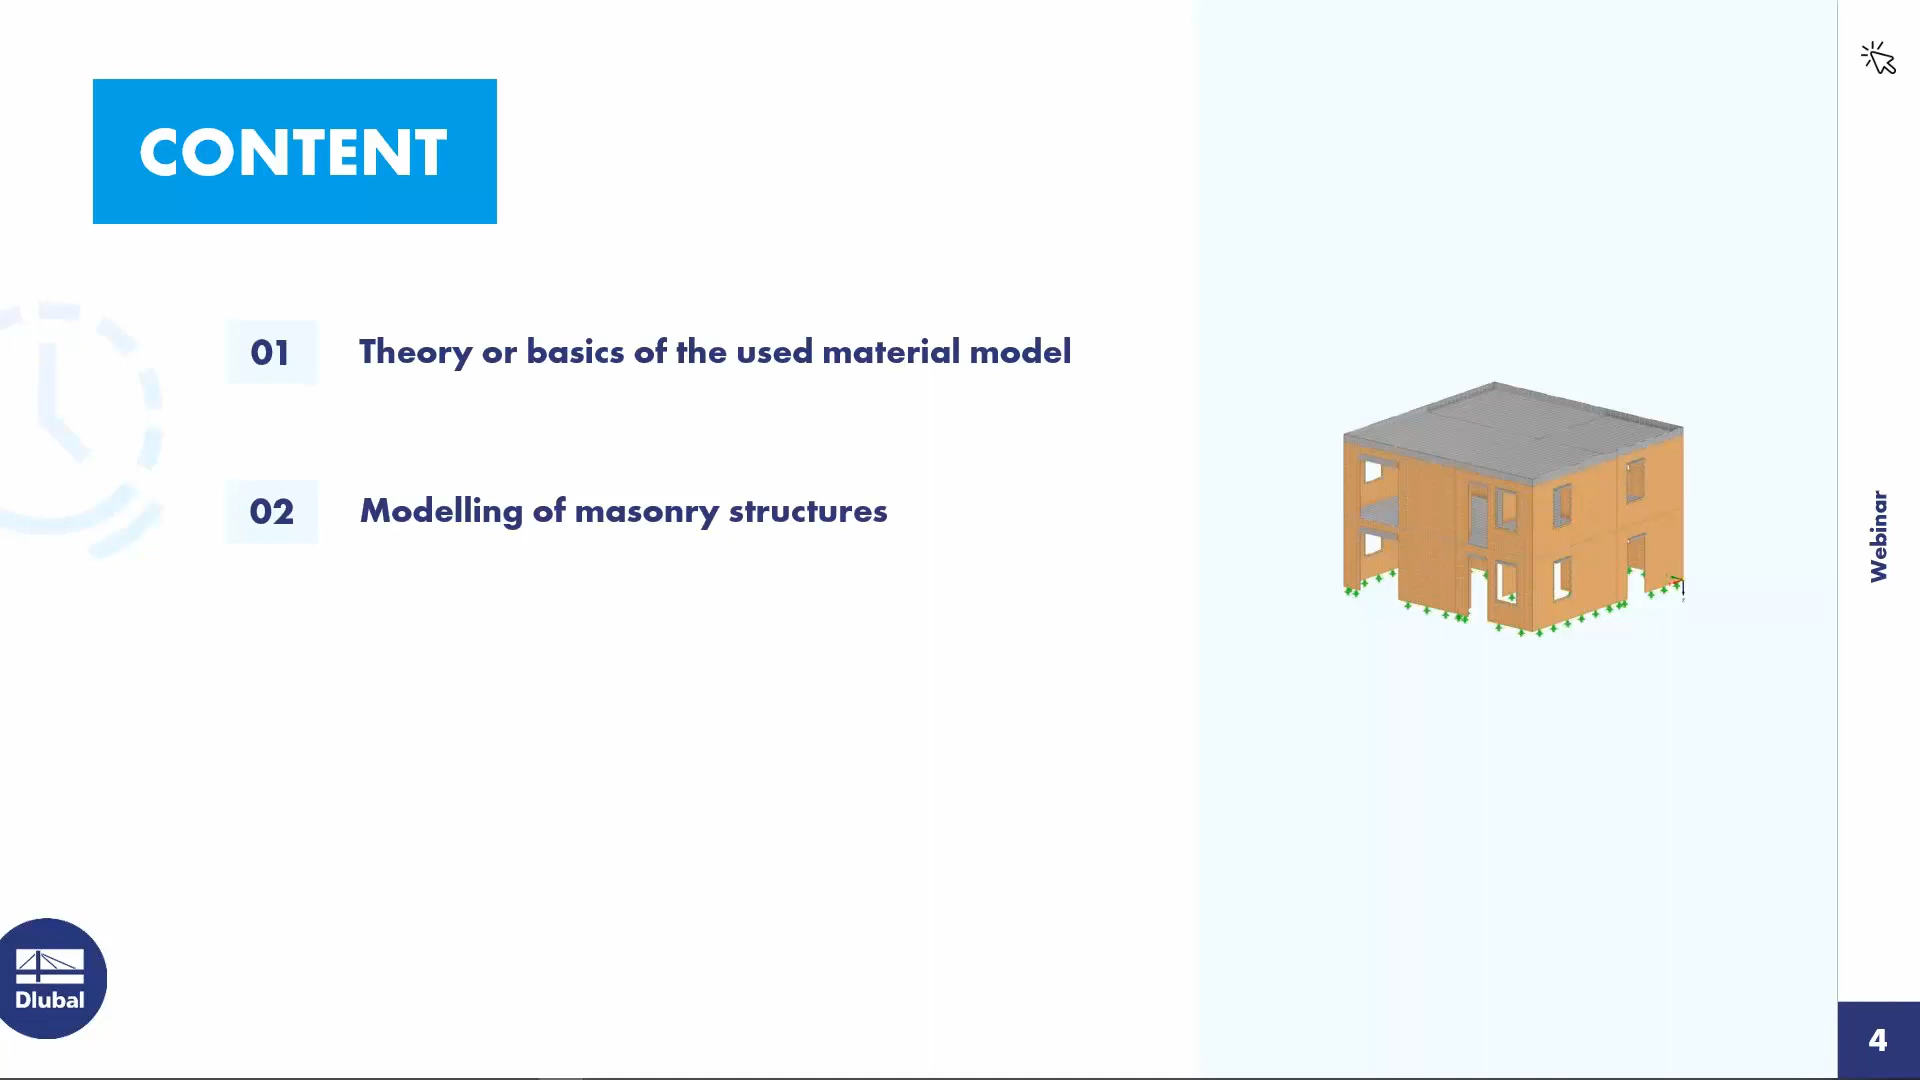 CONTENT
01 Theory or basics of the used material model
02 Modelling of masonry structures
Webinar
Dlubal
4